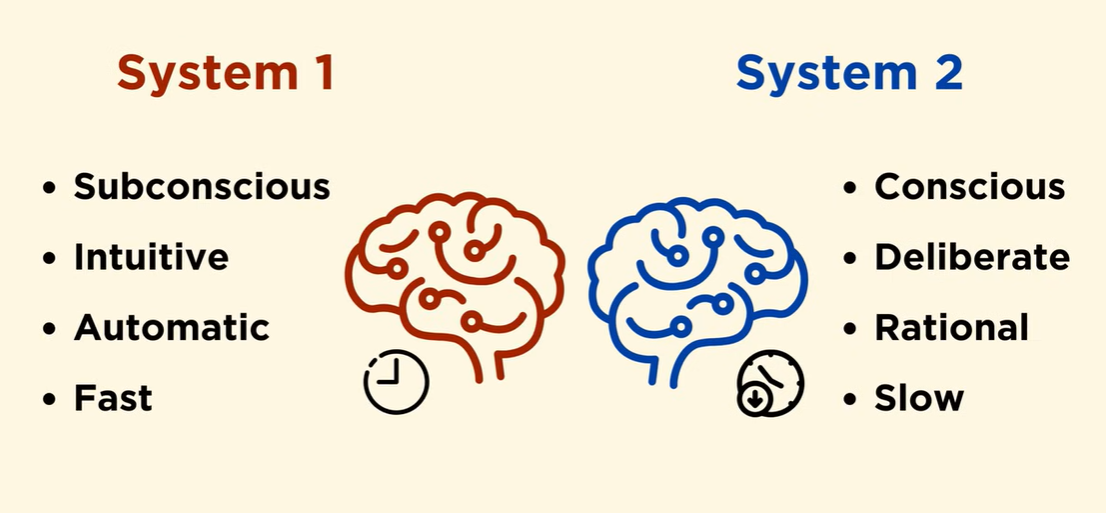 System 1
• Subconscious
• Intuitive
• Automatic
• Fast
System 2
• Conscious
• Deliberate
• Rational
• Slow